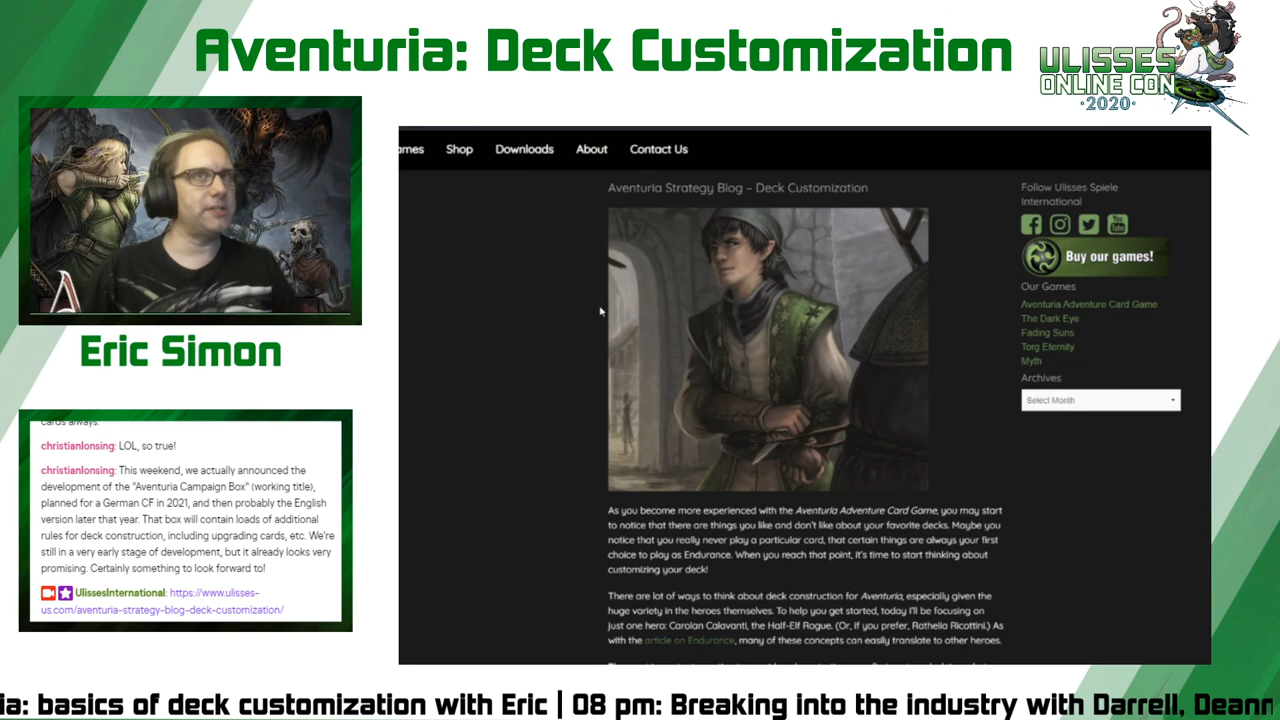 Aventuria: Deck Customization
ULISSES
ONLINE CON
·2020·
Eric Simon
cards always.
christianlonsing: LOL, so true!
christianlonsing: This weekend, we actually announced the
development of the "Aventuria Campaign Box" (working title),
planned for a German CF in 2021, and then probably the English
version later that year. That box will contain loads of additional
rules for deck construction, including upgrading cards, etc. We're
still in a very early stage of development, but it already looks very
promising. Certainly something to look forward to!
UlissesInternational: https://www.ulisses-
us.com/aventuria-strategy-blog-deck-customization/
ames Shop Downloads About Contact Us
Aventuria Strategy Blog – Deck Customization
As you become more experienced with the Aventuria Adventure Card Game, you may start
to notice that there are things you like and don't like about your favorite decks. Maybe you
notice that you really never play a particular card, that certain things are always your first
choice to play as Endurance. When you reach that point, it's time to start thinking about
customizing your deck!
There are lot of ways to think about deck construction for Aventuria, especially given the
huge variety in the heroes themselves. To help you get started, today I'll be focusing on
just one hero: Carolan Calavanti, the Half-Elf Rogue. (Or, if you prefer, Rathelia Ricottini.) As
with the article on Endurance, many of these concepts can easily translate to other heroes.
Follow Ulisses Spiele
International
You
Tube
Buy our games!
Our Games
Aventuria Adventure Card Game
The Dark Eye
Fading Suns
Torg Eternity
Myth
Archives
Select Month
ia: basics of deck customization with Eric | 08 pm: Breaking into the industry with Darrell, Deann